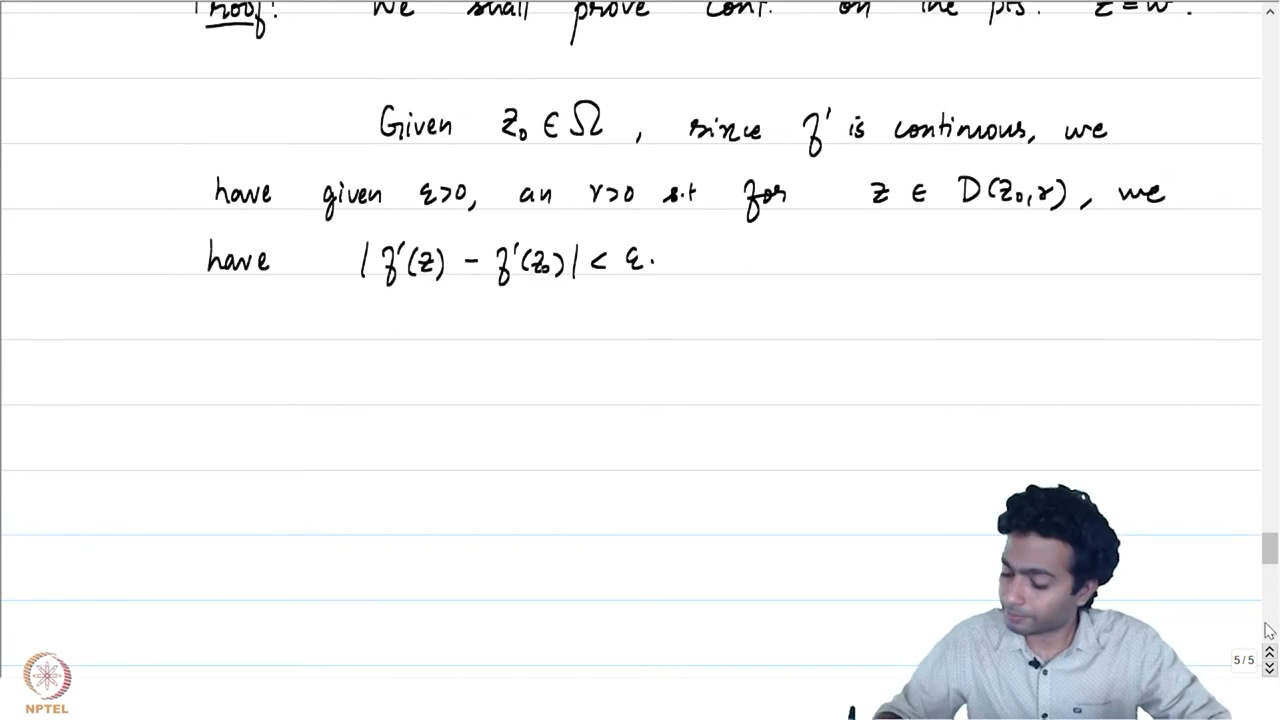 Proof: We shall prove cont. on the pts. z = w.
Given z₀ ∈ Ω, since f' is continuous, we
have given ε>0, an r>0 s.t for z ∈ D(z₀,r), we
have |f'(z) - f'(z₀)| < ε.
5 / 5
NPTEL